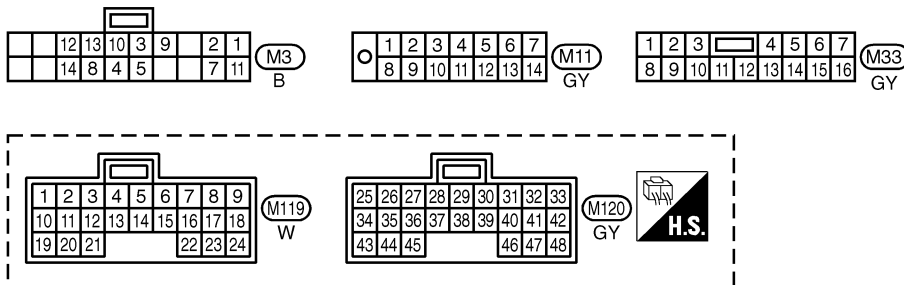 12 13 10 3 9 2 1
14 8 4 5 7 11
M3
B
1 2 3 4 5 6 7
8 9 10 11 12 13 14
M11
GY
1 2 3 4 5 6 7
8 9 10 11 12 13 14 15 16
M33
GY
1 2 3 4 5 6 7 8 9
10 11 12 13 14 15 16 17 18
19 20 21 22 23 24
M119
W
25 26 27 28 29 30 31 32 33
34 35 36 37 38 39 40 41 42
43 44 45 46 47 48
M120
GY
H.S.